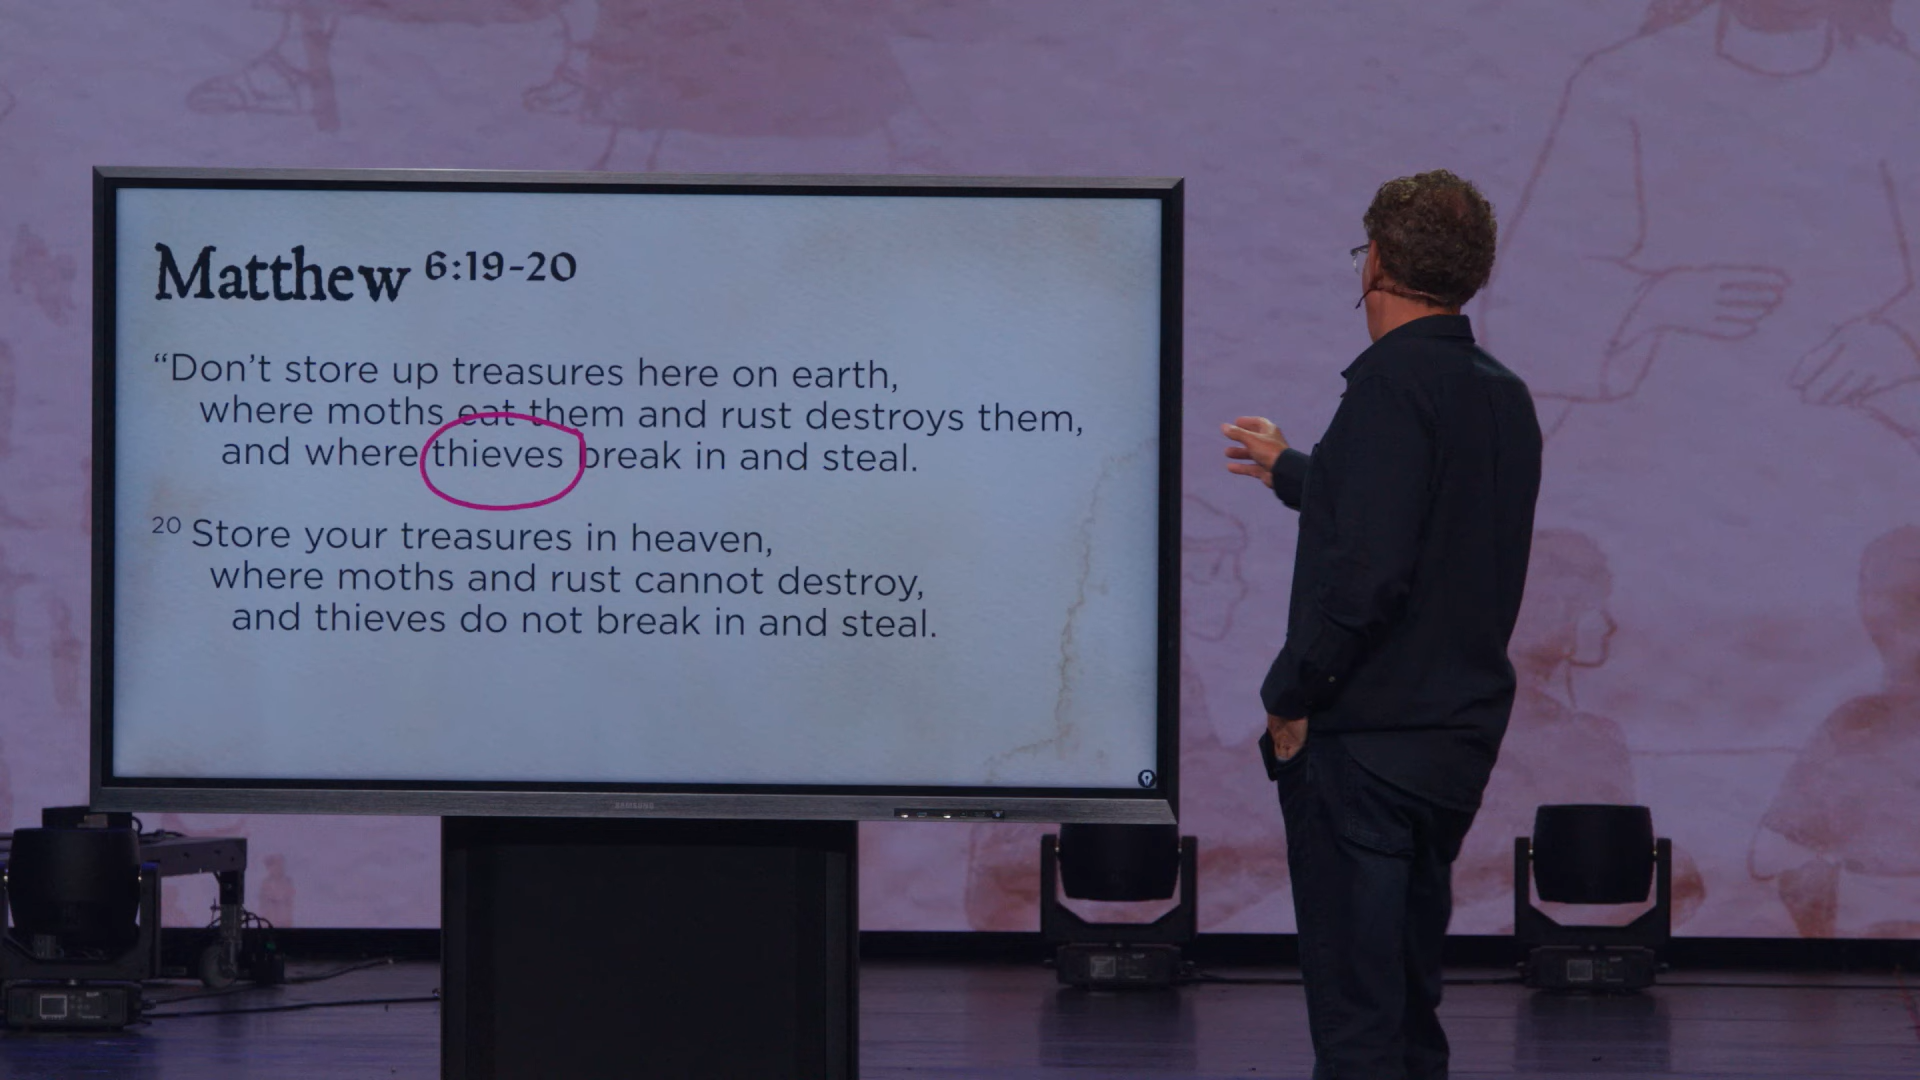 Matthew 6:19-20
“Don’t store up treasures here on earth,
where moths eat them and rust destroys them,
and where thieves break in and steal.
20 Store your treasures in heaven,
where moths and rust cannot destroy,
and thieves do not break in and steal.
SAMSUNG